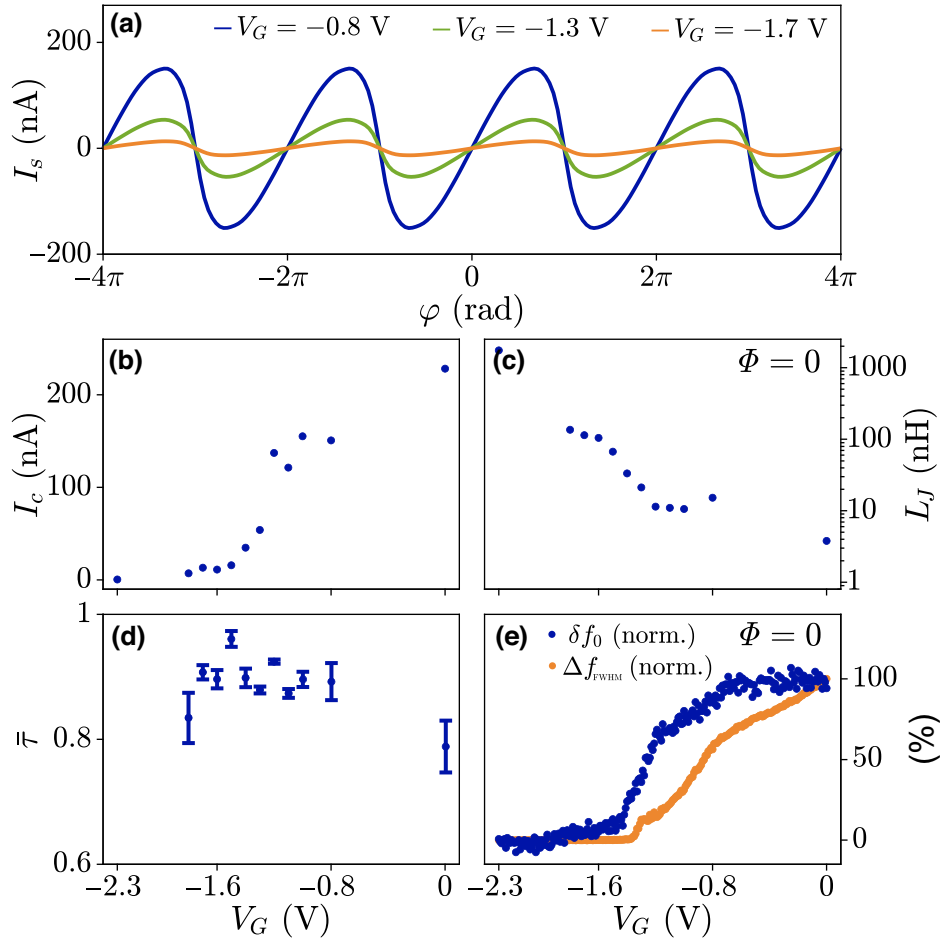 (a) V_G = −0.8 V V_G = −1.3 V V_G = −1.7 V
200
0
−200
I_s (nA)
−4π −2π 0 2π 4π
φ (rad)
(b)
200
100
0
I_c (nA)
(c) Φ = 0
1000
100
10
1
L_J (nH)
(d)
1
0.8
0.6
τ̅
−2.3 −1.6 −0.8 0
V_G (V)
(e) δf₀ (norm.) Φ = 0
Δf_FWHM (norm.)
100
50
0
(%)
−2.3 −1.6 −0.8 0
V_G (V)